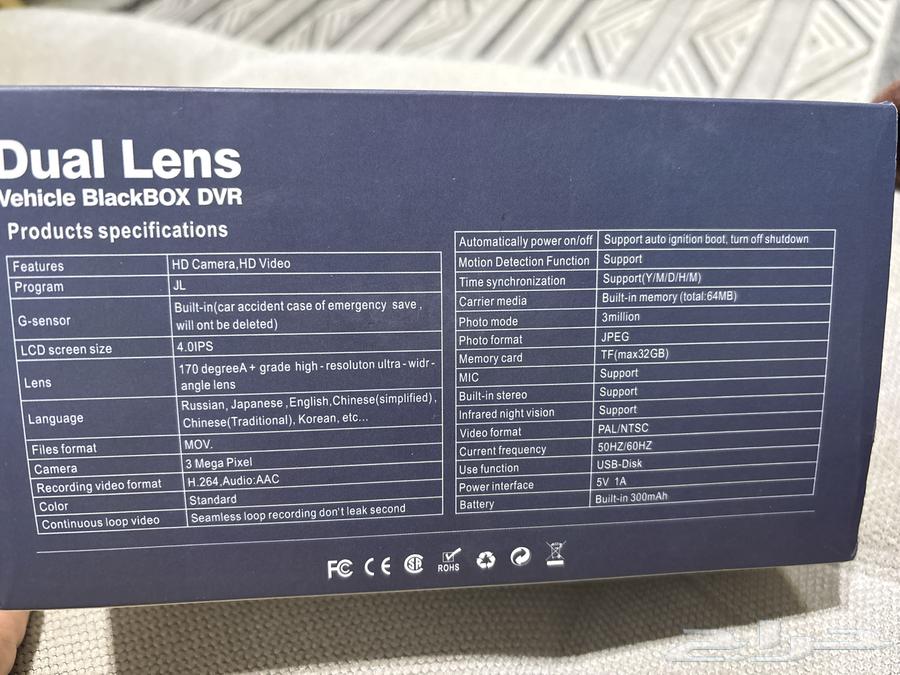 Dual Lens
Vehicle BlackBOX DVR
Products specifications
Features HD Camera,HD Video
Program JL
G-sensor Built-in(car accident case of emergency save,
will ont be deleted)
LCD screen size 4.0IPS
Lens 170 degreeA+ grade high-resoluton ultra-widr-
angle lens
Language Russian, Japanese ,English,Chinese(simplified),
Chinese(Traditional), Korean, etc...
Files format MOV.
Camera 3 Mega Pixel
Recording video format H.264,Audio:AAC
Color Standard
Continuous loop video Seamless loop recording don't leak second
Automatically power on/off Support auto ignition boot, turn off shutdown
Motion Detection Function Support
Time synchronization Support(Y/M/D/H/M)
Carrier media Built-in memory (total:64MB)
Photo mode 3million
Photo format JPEG
Memory card TF(max32GB)
MIC Support
Built-in stereo Support
Infrared night vision Support
Video format PAL/NTSC
Current frequency 50HZ/60HZ
Use function USB-Disk
Power interface 5V 1A
Battery Built-in 300mAh
FC CE SR ROHS
حراج